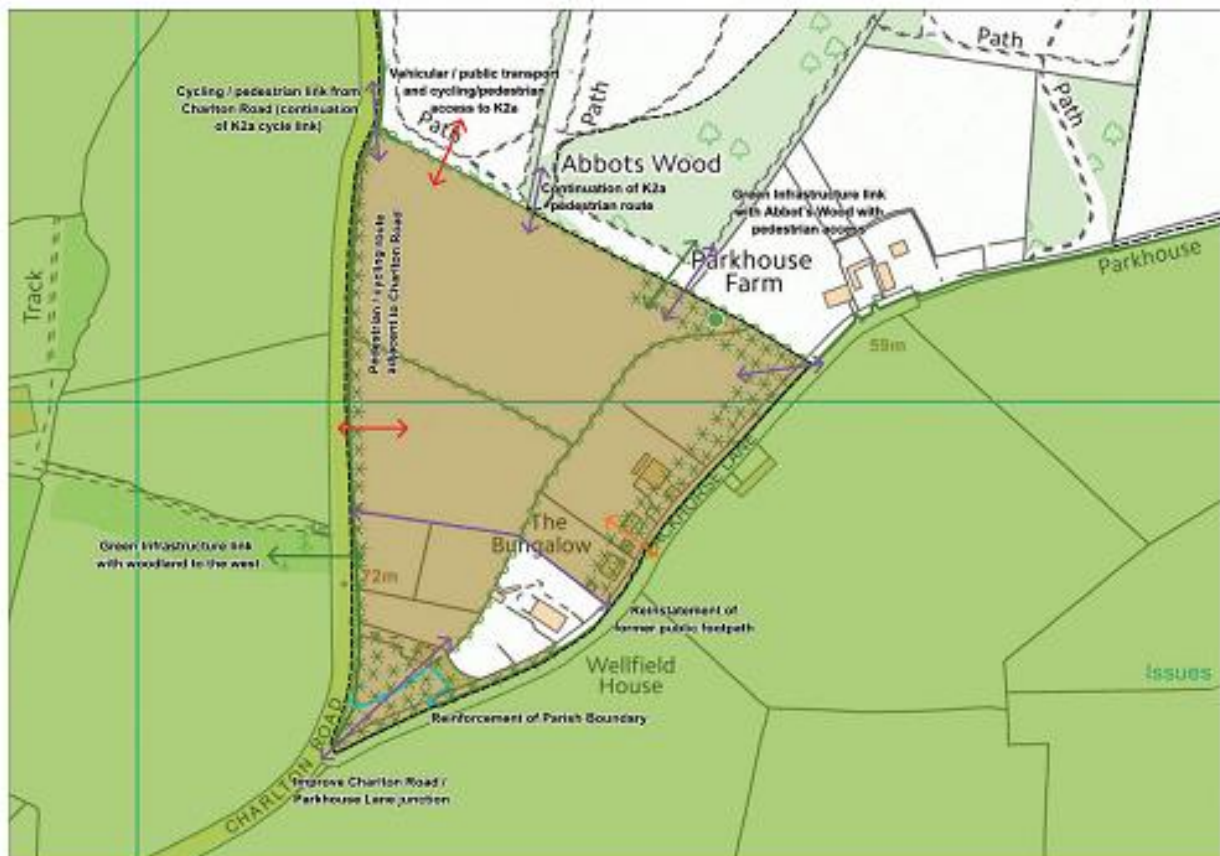 Path
Path
Path
Path
Vehicular / public transport
and cycling/pedestrian
access to K2a
Cycling / pedestrian link from
Charlton Road (continuation
of K2a cycle link)
Abbots Wood
Continuation of K2a
pedestrian route
Green Infrastructure link
with Abbot's Wood with
pedestrian access
Parkhouse
Farm
Parkhouse
Track
Pedestrian / cycling route
adjacent to Charlton Road
59m
LANE
The
Bungalow
Green Infrastructure link
with woodland to the west
72m
Reinstatement of
former public footpath
Wellfield
House
Issues
Reinforcement of Parish Boundary
CHARLTON ROAD
Improve Charlton Road /
Parkhouse Lane junction